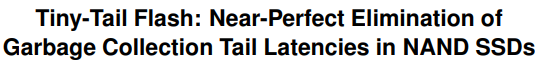 Tiny-Tail Flash: Near-Perfect Elimination of
Garbage Collection Tail Latencies in NAND SSDs